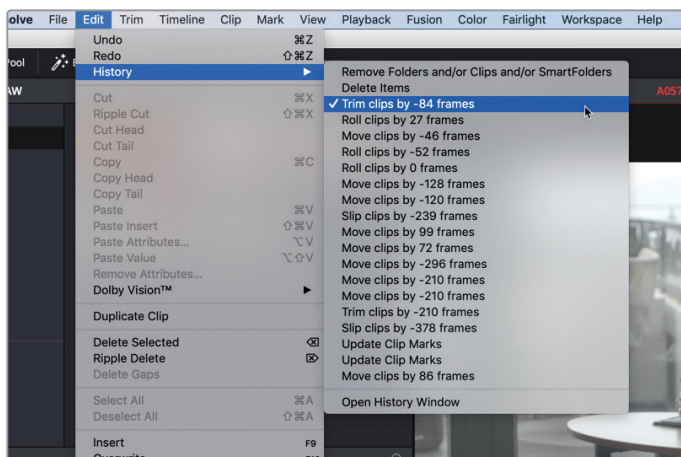 olve File Edit Trim Timeline Clip Mark View Playback Fusion Color Fairlight Workspace Help
Undo ⌘Z
Redo ⇧⌘Z
History ▶
Cut ⌘X
Ripple Cut ⇧⌘X
Cut Head
Cut Tail
Copy ⌘C
Copy Head
Copy Tail
Paste ⌘V
Paste Insert ⇧⌘V
Paste Attributes... ⌥V
Paste Value ⌥⇧V
Remove Attributes...
Dolby Vision™ ▶
Duplicate Clip
Delete Selected ⌫
Ripple Delete ⌦
Delete Gaps
Select All ⌘A
Deselect All ⇧⌘A
Insert F9
Overwrite
Remove Folders and/or Clips and/or SmartFolders
Delete Items
✓ Trim clips by -84 frames
Roll clips by 27 frames
Move clips by -46 frames
Roll clips by -52 frames
Roll clips by 0 frames
Move clips by -128 frames
Move clips by -120 frames
Slip clips by -239 frames
Move clips by 99 frames
Move clips by 72 frames
Move clips by -296 frames
Move clips by -210 frames
Move clips by -210 frames
Trim clips by -210 frames
Slip clips by -378 frames
Update Clip Marks
Update Clip Marks
Move clips by 86 frames
Open History Window
ool
AW
A057